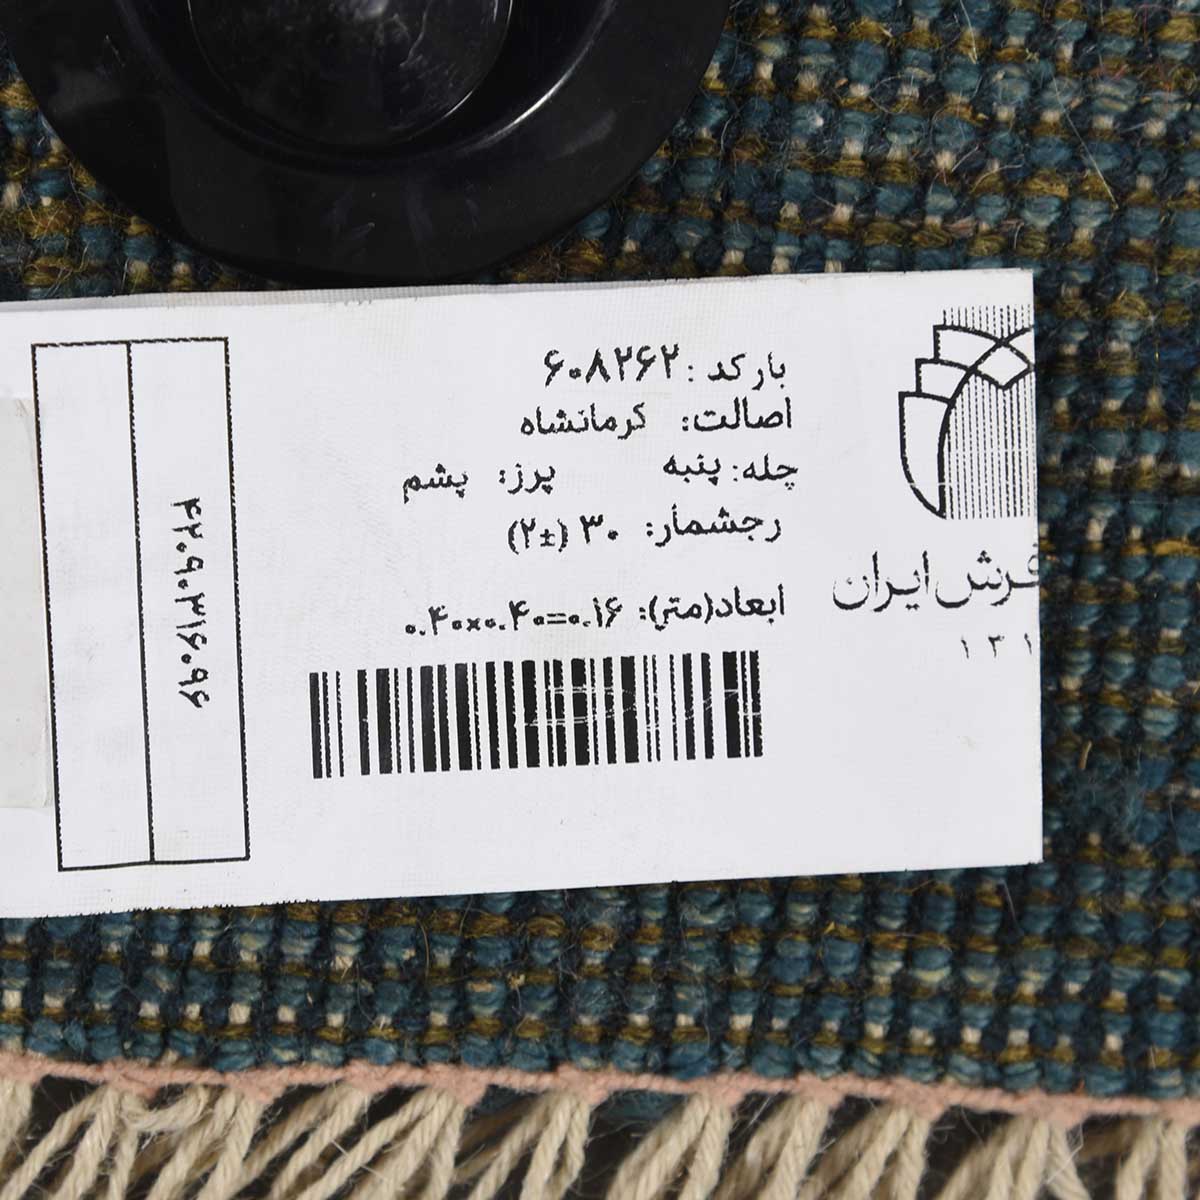 بارکد: ۶۰۸۲۶۲
اصالت: کرمانشاه
چله: پنبه پرز: پشم
رجشمار: ۳۰ (±۲)
ابعاد(متر): ۰.۴۰×۰.۴۰=۰.۱۶
فرش ایران
۱۳۱
۴۲۰۹۰۳۱۶۰۹۶